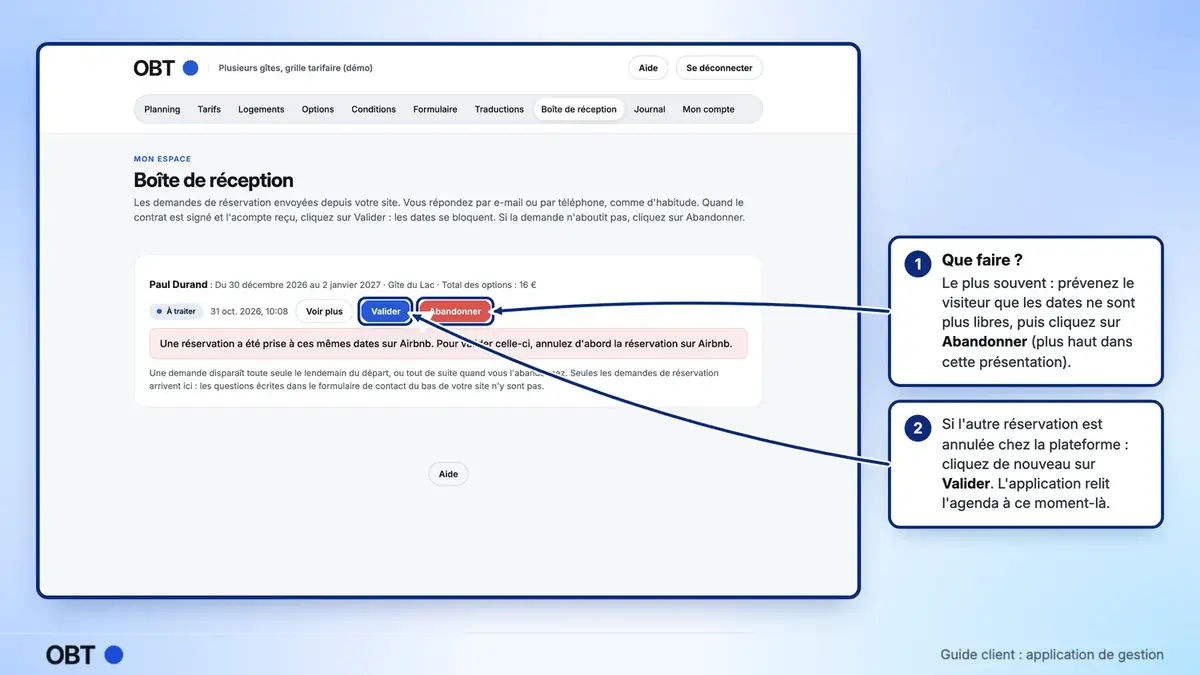 OBT
Plusieurs gîtes, grille tarifaire (démo)
Aide
Se déconnecter
Planning
Tarifs
Logements
Options
Conditions
Formulaire
Traductions
Boîte de réception
Journal
Mon compte
MON ESPACE
Boîte de réception
Les demandes de réservation envoyées depuis votre site. Vous répondez par e-mail ou par téléphone, comme d'habitude. Quand le
contrat est signé et l'acompte reçu, cliquez sur Valider : les dates se bloquent. Si la demande n'aboutit pas, cliquez sur Abandonner.
Paul Durand : Du 30 décembre 2026 au 2 janvier 2027 · Gîte du Lac · Total des options : 16 €
À traiter
31 oct. 2026, 10:08
Voir plus
Valider
Abandonner
Une réservation a été prise à ces mêmes dates sur Airbnb. Pour valider celle-ci, annulez d'abord la réservation sur Airbnb.
Une demande disparaît toute seule le lendemain du départ, ou tout de suite quand vous l'abandonnez. Seules les demandes de réservation
arrivent ici : les questions écrites dans le formulaire de contact du bas de votre site n'y sont pas.
Aide
1
Que faire ?
Le plus souvent : prévenez le
visiteur que les dates ne sont
plus libres, puis cliquez sur
Abandonner (plus haut dans
cette présentation).
2
Si l'autre réservation est
annulée chez la plateforme :
cliquez de nouveau sur
Valider. L'application relit
l'agenda à ce moment-là.
OBT
Guide client : application de gestion